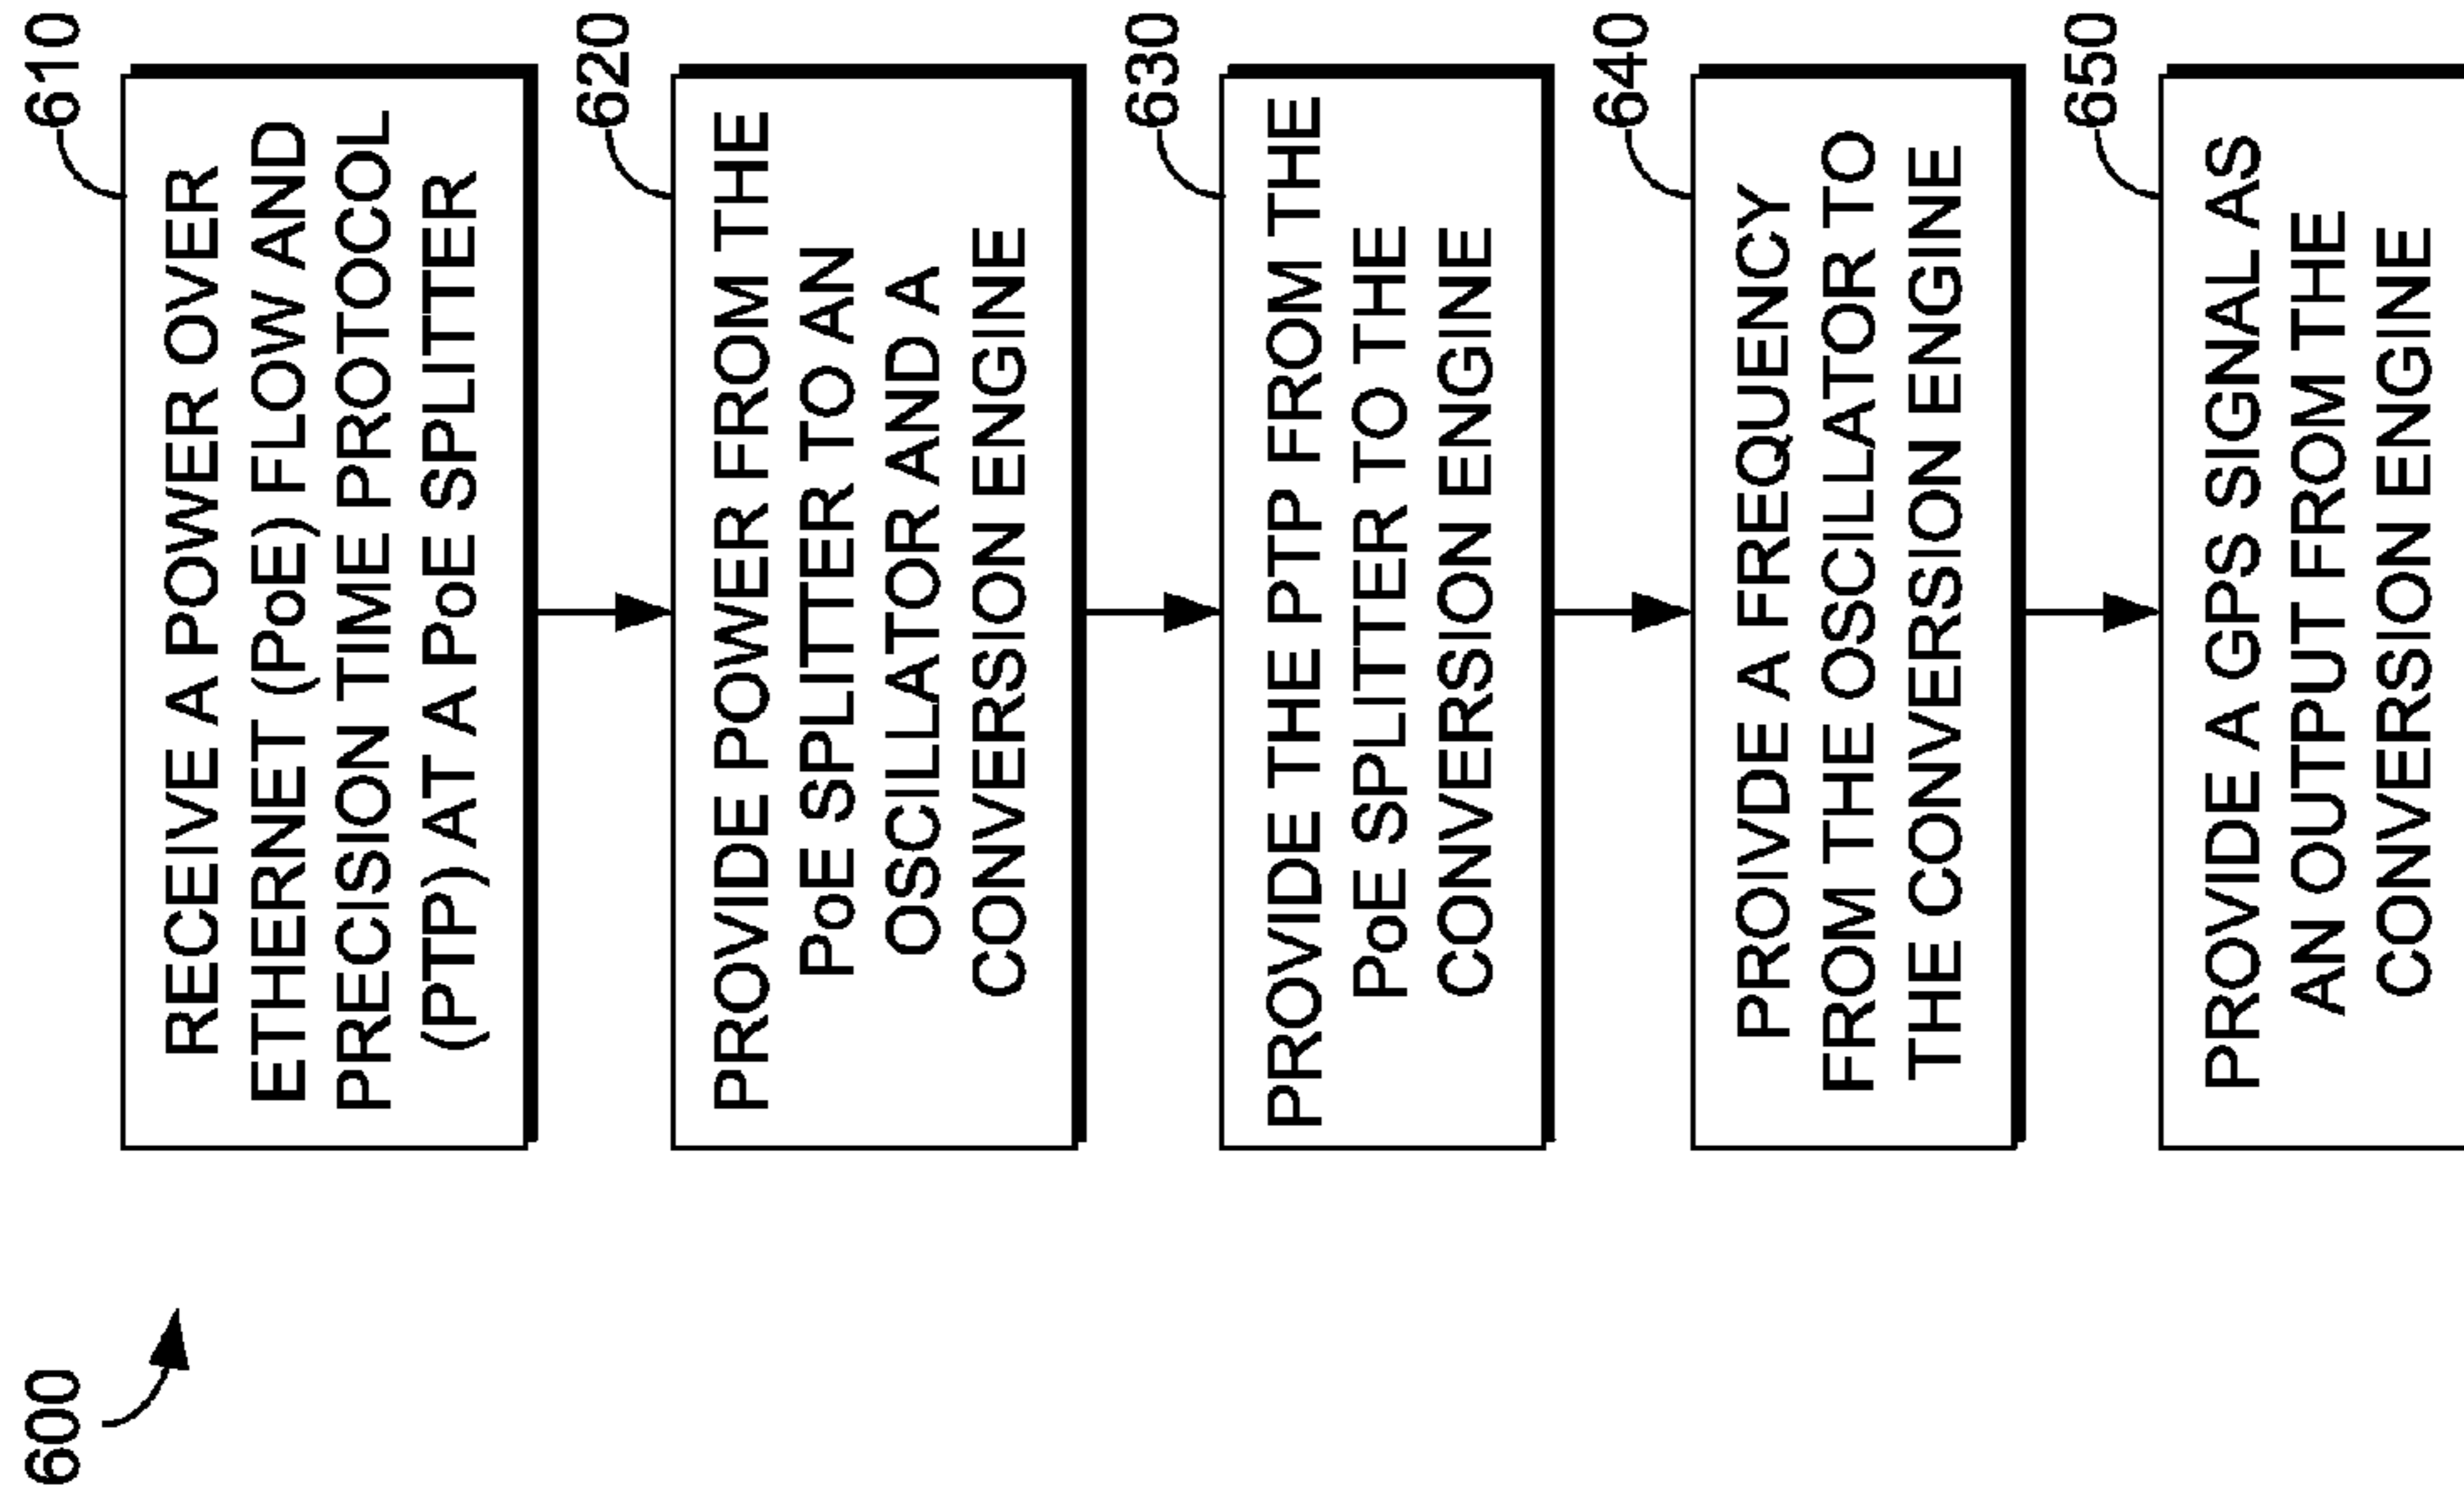 600
610
RECEIVE A POWER OVER
ETHERNET (PoE) FLOW AND
PRECISION TIME PROTOCOL
(PTP) AT A PoE SPLITTER
620
PROVIDE POWER FROM THE
PoE SPLITTER TO AN
OSCILLATOR AND A
CONVERSION ENGINE
630
PROVIDE THE PTP FROM THE
PoE SPLITTER TO THE
CONVERSION ENGINE
640
PROIVDE A FREQUENCY
FROM THE OSCILLATOR TO
THE CONVERSION ENGINE
650
PROVIDE A GPS SIGNAL AS
AN OUTPUT FROM THE
CONVERSION ENGINE